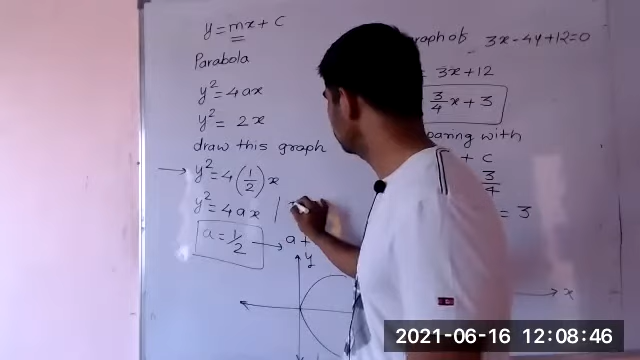 y = mx + c
Parabola
y² = 4ax
y² = 2x
draw this graph
→ y² = 4(1/2)x
y² = 4ax |
a = 1/2 → a +
y
raph of 3x-4y+12=0
= 3x+12
3/4 x + 3
paring with
+ c
3/4
= 3
x
2021-06-16 12:08:46